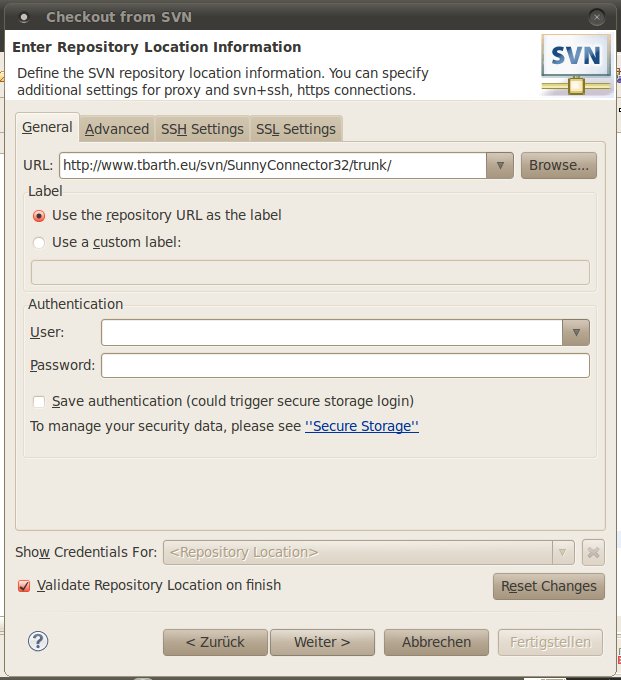 Checkout from SVN
Enter Repository Location Information
Define the SVN repository location information. You can specify
additional settings for proxy and svn+ssh, https connections.
SVN
General Advanced SSH Settings SSL Settings
URL: http://www.tbarth.eu/svn/SunnyConnector32/trunk/ Browse...
Label
Use the repository URL as the label
Use a custom label:
Authentication
User:
Password:
Save authentication (could trigger secure storage login)
To manage your security data, please see ''Secure Storage''
Show Credentials For: <Repository Location>
Validate Repository Location on finish Reset Changes
? < Zurück Weiter > Abbrechen Fertigstellen